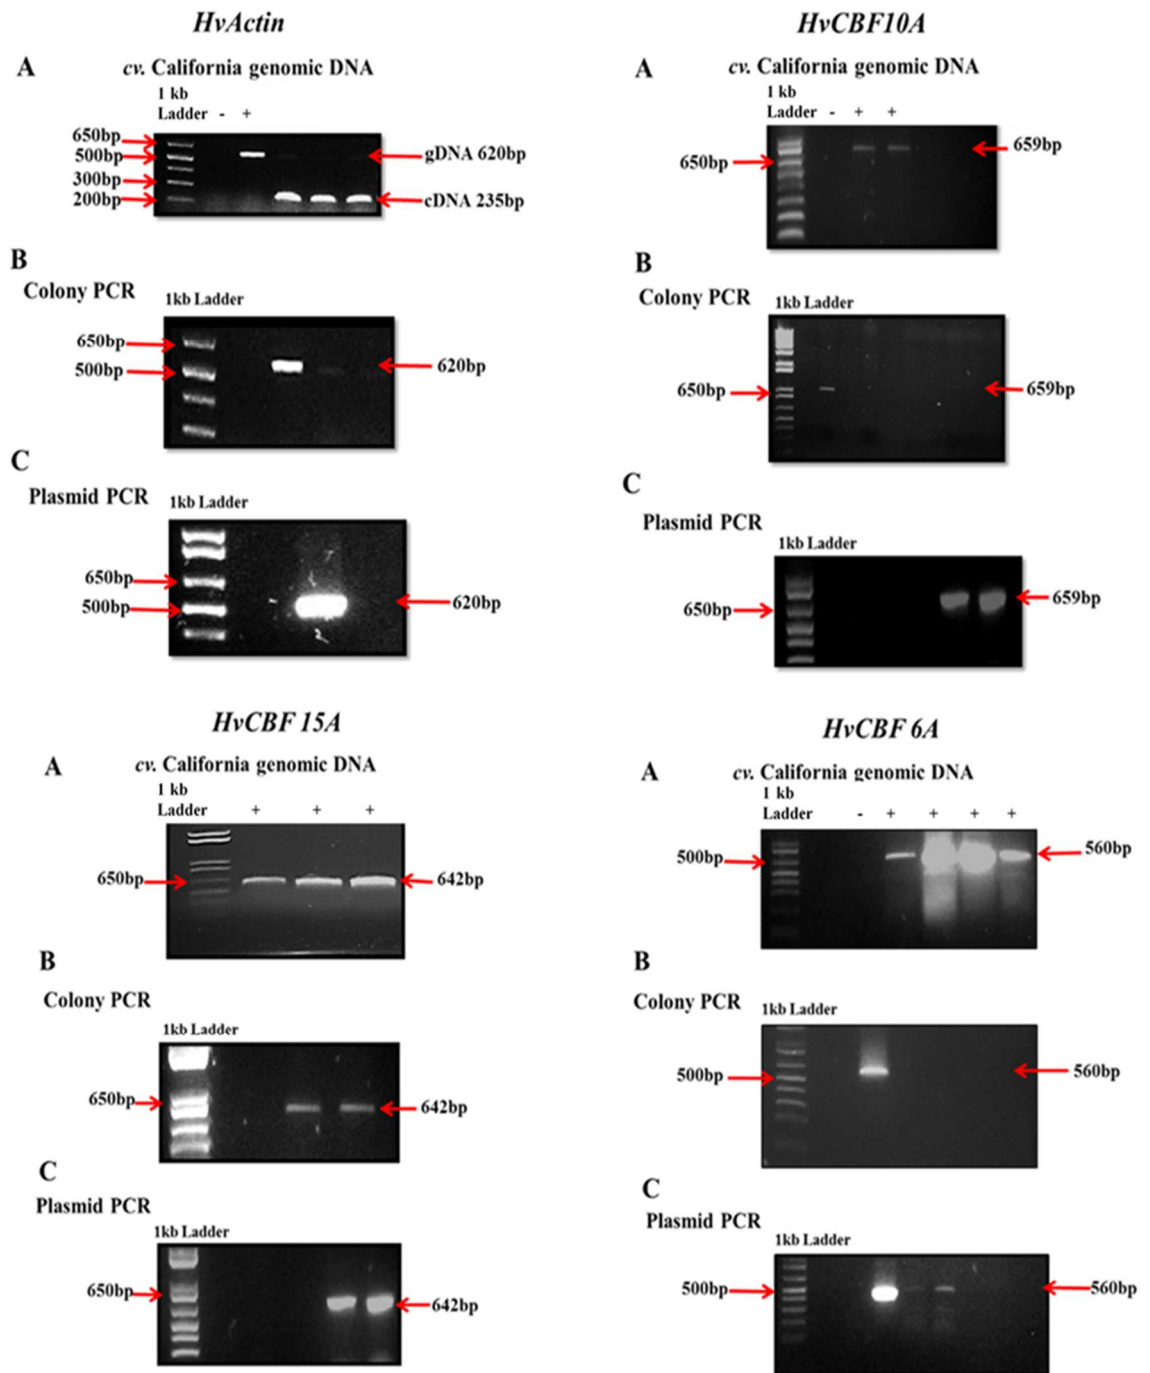 HvActin
A
cv. California genomic DNA
1 kb
Ladder - +
650bp
500bp
300bp
200bp
gDNA 620bp
cDNA 235bp
B
Colony PCR
1kb Ladder
650bp
500bp
620bp
C
Plasmid PCR
1kb Ladder
650bp
500bp
620bp
HvCBF10A
A
cv. California genomic DNA
1 kb
Ladder - + +
650bp
659bp
B
Colony PCR
1kb Ladder
650bp
659bp
C
Plasmid PCR
1kb Ladder
650bp
659bp
HvCBF 15A
A
cv. California genomic DNA
1 kb
Ladder + + +
650bp
642bp
B
Colony PCR
1kb Ladder
650bp
642bp
C
Plasmid PCR
1kb Ladder
650bp
642bp
HvCBF 6A
A
cv. California genomic DNA
1 kb
Ladder - + + + +
500bp
560bp
B
Colony PCR
1kb Ladder
500bp
560bp
C
Plasmid PCR
1kb Ladder
500bp
560bp